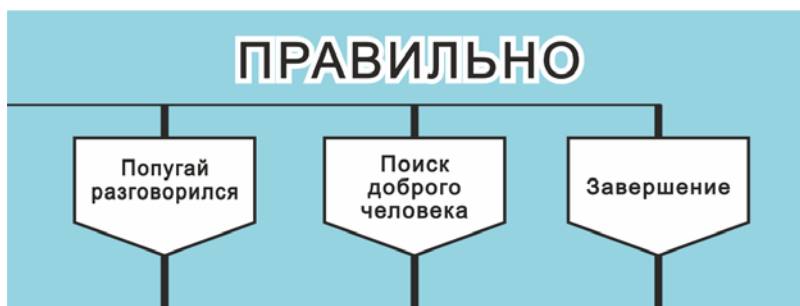 ПРАВИЛЬНО
Попугай
разговорился
Поиск
доброго
человека
Завершение